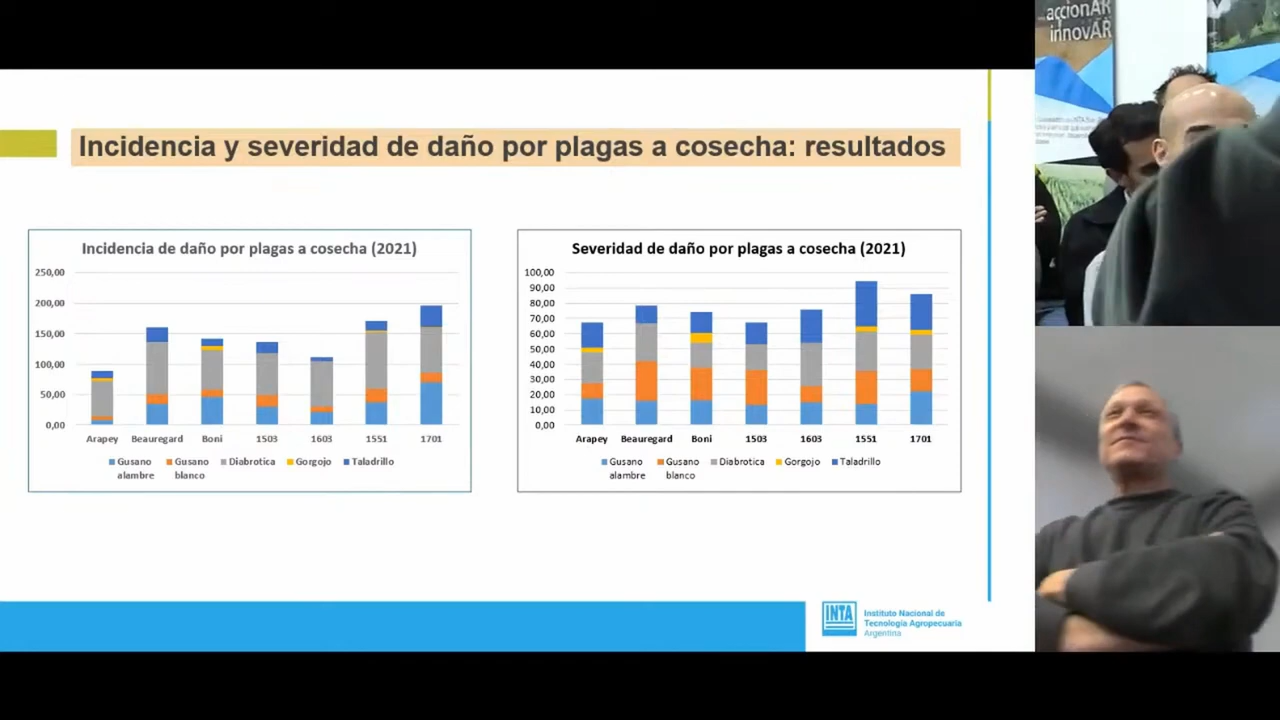 Incidencia y severidad de daño por plagas a cosecha: resultados
Incidencia de daño por plagas a cosecha (2021)
250,00
200,00
150,00
100,00
50,00
0,00
Arapey Beauregard Boni 1503 1603 1551 1701
Gusano alambre Gusano blanco Diabrotica Gorgojo Taladrillo
Severidad de daño por plagas a cosecha (2021)
100,00
90,00
80,00
70,00
60,00
50,00
40,00
30,00
20,00
10,00
0,00
Arapey Beauregard Boni 1503 1603 1551 1701
Gusano alambre Gusano blanco Diabrotica Gorgojo Taladrillo
INTA
Instituto Nacional de
Tecnología Agropecuaria
Argentina
accionAR
innovAR